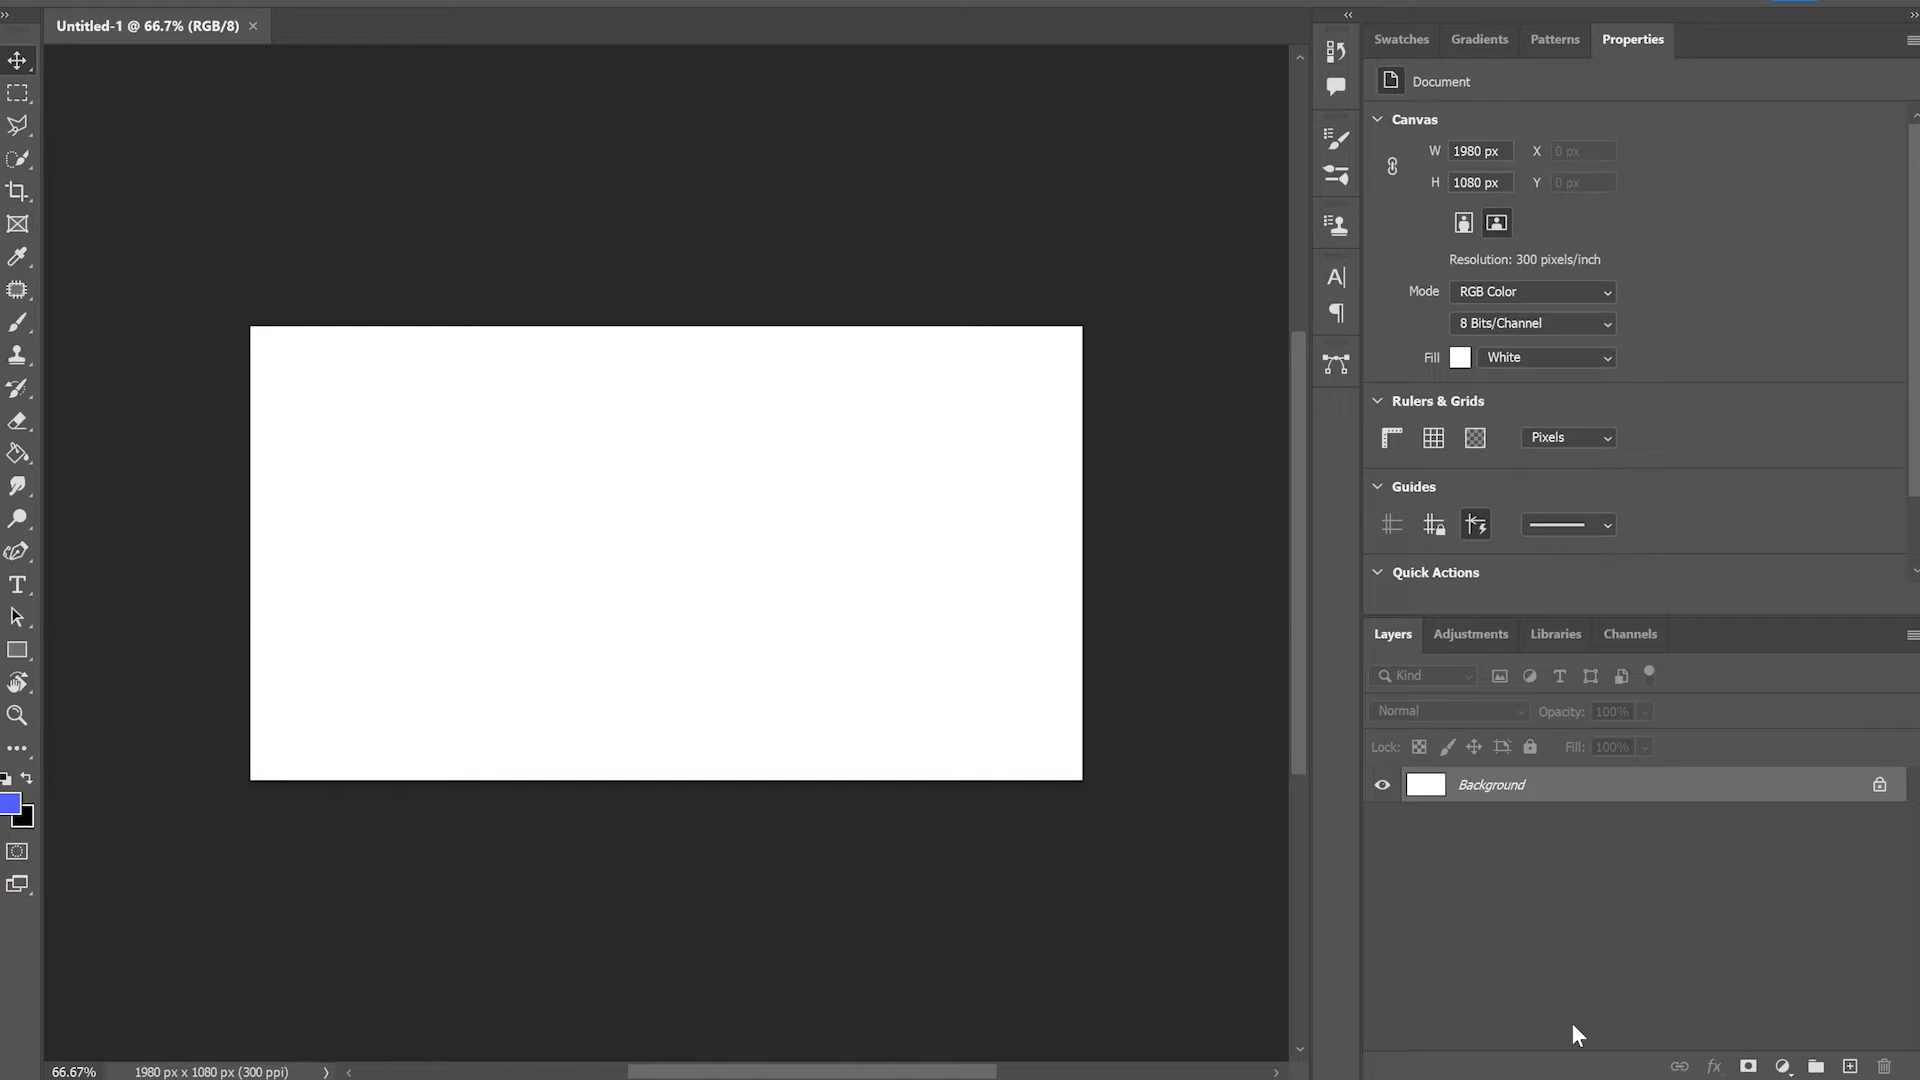 Untitled-1 @ 66.7% (RGB/8)
Swatches Gradients Patterns Properties
Document
Canvas
W 1980 px X 0 px
H 1080 px Y 0 px
Resolution: 300 pixels/inch
Mode RGB Color
8 Bits/Channel
Fill White
Rulers & Grids
Pixels
Guides
Quick Actions
Layers Adjustments Libraries Channels
Kind
Normal Opacity: 100%
Lock: Fill: 100%
Background
66.67% 1980 px x 1080 px (300 ppi)